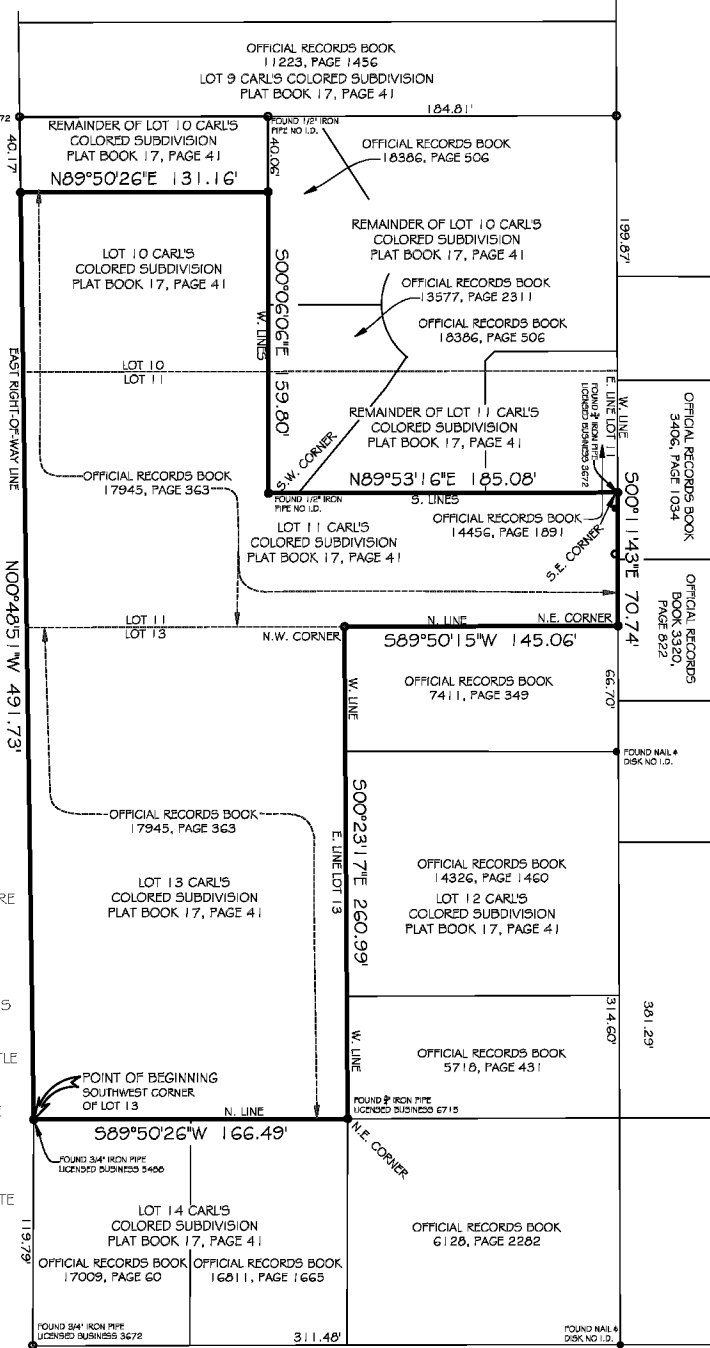 OFFICIAL RECORDS BOOK
11223, PAGE 1456
LOT 9 CARL'S COLORED SUBDIVISION
PLAT BOOK 17, PAGE 41
184.81'
72
40.17'
REMAINDER OF LOT 10 CARL'S
COLORED SUBDIVISION
PLAT BOOK 17, PAGE 41
FOUND 1/2" IRON
PIPE NO I.D.
40.06'
OFFICIAL RECORDS BOOK
18386, PAGE 506
N89°50'26"E 131.16'
199.87'
LOT 10 CARL'S
COLORED SUBDIVISION
PLAT BOOK 17, PAGE 41
REMAINDER OF LOT 10 CARL'S
COLORED SUBDIVISION
PLAT BOOK 17, PAGE 41
S00°06'06"E 159.80'
W. LINES
OFFICIAL RECORDS BOOK
13577, PAGE 2311
OFFICIAL RECORDS BOOK
18386, PAGE 506
EAST RIGHT-OF-WAY LINE
LOT 10
LOT 11
W. LINE
E. LINE LOT 11
FOUND IRON PIPE
LICENSED BUSINESS 3672
OFFICIAL RECORDS BOOK
3406, PAGE 1034
REMAINDER OF LOT 11 CARL'S
COLORED SUBDIVISION
PLAT BOOK 17, PAGE 41
S.W. CORNER
OFFICIAL RECORDS BOOK
17945, PAGE 363
N89°53'16"E 185.08'
S. LINES
FOUND 1/2" IRON
PIPE NO I.D.
OFFICIAL RECORDS BOOK
14456, PAGE 1891
LOT 11 CARL'S
COLORED SUBDIVISION
PLAT BOOK 17, PAGE 41
S.E. CORNER
S00°11'43"E 70.74'
OFFICIAL RECORDS
BOOK 3320,
PAGE 822
N00°48'51"W 491.73'
LOT 11
LOT 13
N.W. CORNER
N. LINE
N.E. CORNER
S89°50'15"W 145.06'
OFFICIAL RECORDS BOOK
7411, PAGE 349
66.70'
W. LINE
FOUND NAIL &
DISK NO I.D.
S00°23'17"E 260.99'
E. LINE LOT 13
OFFICIAL RECORDS BOOK
17945, PAGE 363
OFFICIAL RECORDS BOOK
14326, PAGE 1460
LOT 12 CARL'S
COLORED SUBDIVISION
PLAT BOOK 17, PAGE 41
LOT 13 CARL'S
COLORED SUBDIVISION
PLAT BOOK 17, PAGE 41
RE
S
TLE
E
TE
314.60'
381.29'
W. LINE
OFFICIAL RECORDS BOOK
5718, PAGE 431
POINT OF BEGINNING
SOUTHWEST CORNER
OF LOT 13
FOUND IRON PIPE
LICENSED BUSINESS 6715
N. LINE
S89°50'26"W 166.49'
N.E. CORNER
FOUND 3/4" IRON PIPE
LICENSED BUSINESS 5488
119.79'
LOT 14 CARL'S
COLORED SUBDIVISION
PLAT BOOK 17, PAGE 41
OFFICIAL RECORDS BOOK
17009, PAGE 60
OFFICIAL RECORDS BOOK
16811, PAGE 1665
OFFICIAL RECORDS BOOK
6128, PAGE 2282
FOUND 3/4" IRON PIPE
LICENSED BUSINESS 3672
311.48'
FOUND NAIL &
DISK NO I.D.